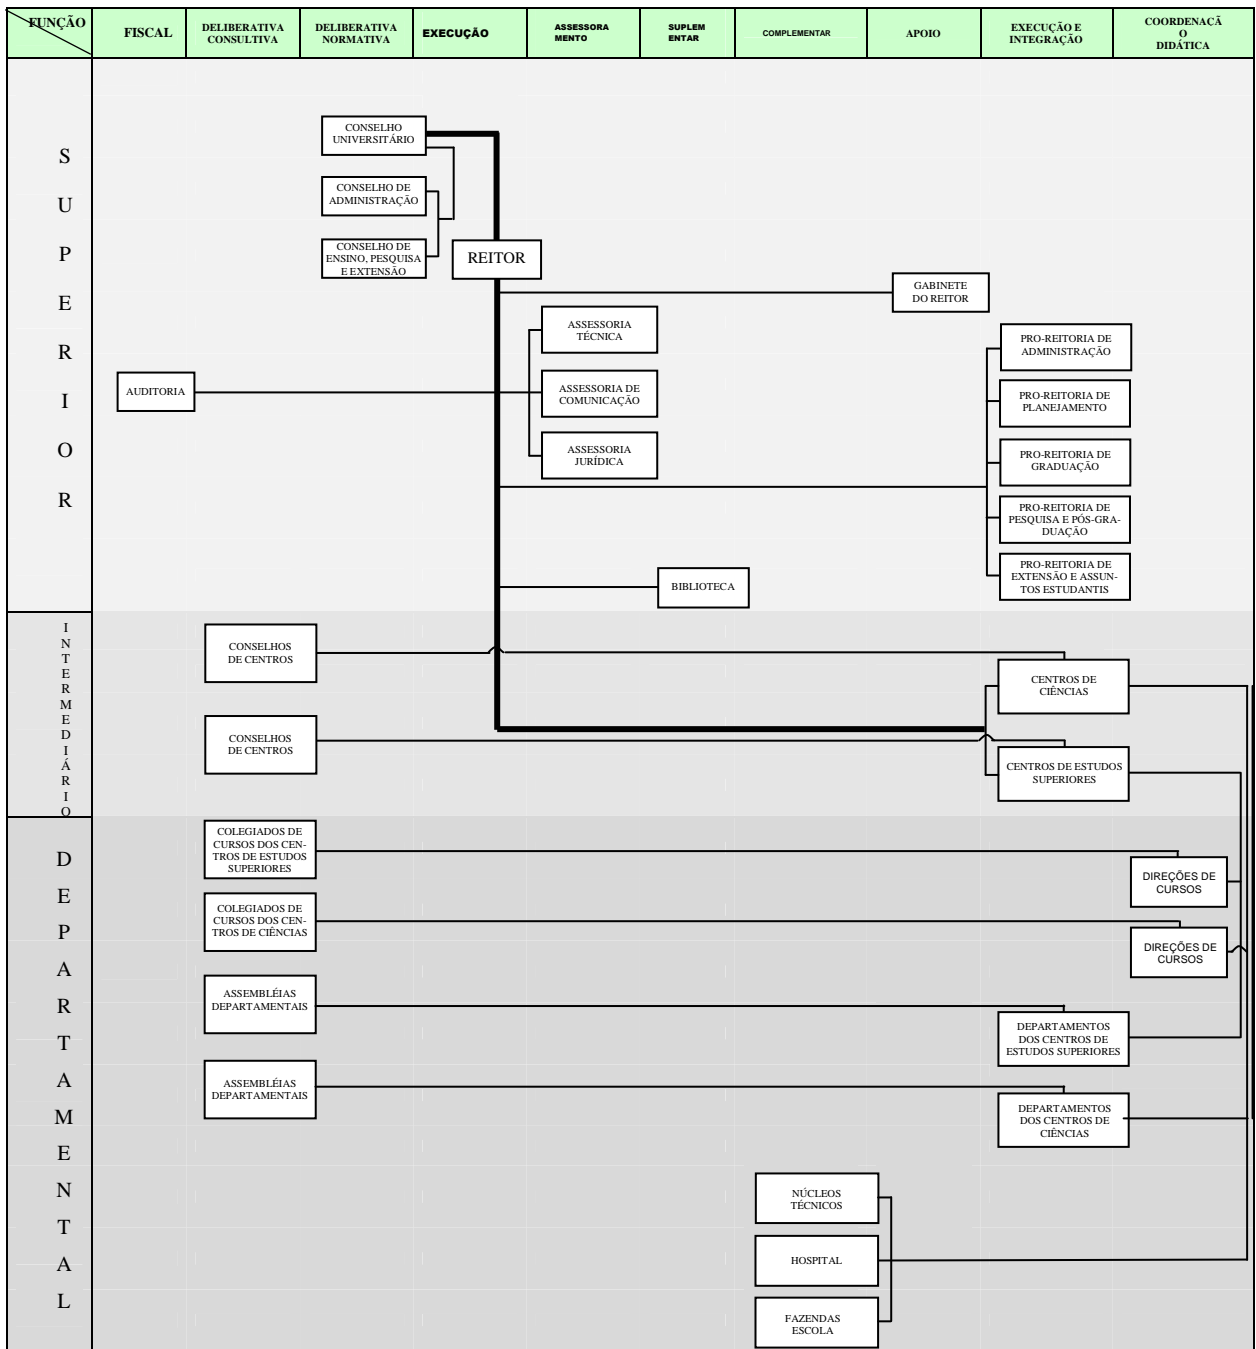 FUNÇÃO
FISCAL
DELIBERATIVA
CONSULTIVA
DELIBERATIVA
NORMATIVA
EXECUÇÃO
ASSESSORA
MENTO
SUPLEM
ENTAR
COMPLEMENTAR
APOIO
EXECUÇÃO E
INTEGRAÇÃO
COORDENAÇÃ
O
DIDÁTICA
S
U
P
E
R
I
O
R
CONSELHO
UNIVERSITÁRIO
CONSELHO DE
ADMINISTRAÇÃO
CONSELHO DE
ENSINO, PESQUISA
E EXTENSÃO
REITOR
GABINETE
DO REITOR
ASSESSORIA
TÉCNICA
PRO-REITORIA DE
ADMINISTRAÇÃO
AUDITORIA
ASSESSORIA DE
COMUNICAÇÃO
PRO-REITORIA DE
PLANEJAMENTO
ASSESSORIA
JURÍDICA
PRO-REITORIA DE
GRADUAÇÃO
PRO-REITORIA DE
PESQUISA E PÓS-GRA-
DUAÇÃO
BIBLIOTECA
PRO-REITORIA DE
EXTENSÃO E ASSUN-
TOS ESTUDANTIS
I
N
T
E
R
M
E
D
I
Á
R
I
O
CONSELHOS
DE CENTROS
CENTROS DE
CIÊNCIAS
CONSELHOS
DE CENTROS
CENTROS DE ESTUDOS
SUPERIORES
D
E
P
A
R
T
A
M
E
N
T
A
L
COLEGIADOS DE
CURSOS DOS CEN-
TROS DE ESTUDOS
SUPERIORES
DIREÇÕES DE
CURSOS
COLEGIADOS DE
CURSOS DOS CEN-
TROS DE CIÊNCIAS
DIREÇÕES DE
CURSOS
ASSEMBLÉIAS
DEPARTAMENTAIS
DEPARTAMENTOS
DOS CENTROS DE
ESTUDOS SUPERIORES
ASSEMBLÉIAS
DEPARTAMENTAIS
DEPARTAMENTOS
DOS CENTROS DE
CIÊNCIAS
NÚCLEOS
TÉCNICOS
HOSPITAL
FAZENDAS
ESCOLA